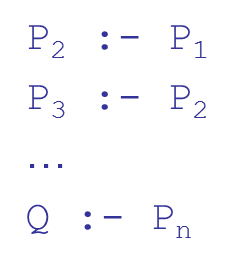 P₂ :- P₁
P₃ :- P₂
...
Q :- Pₙ